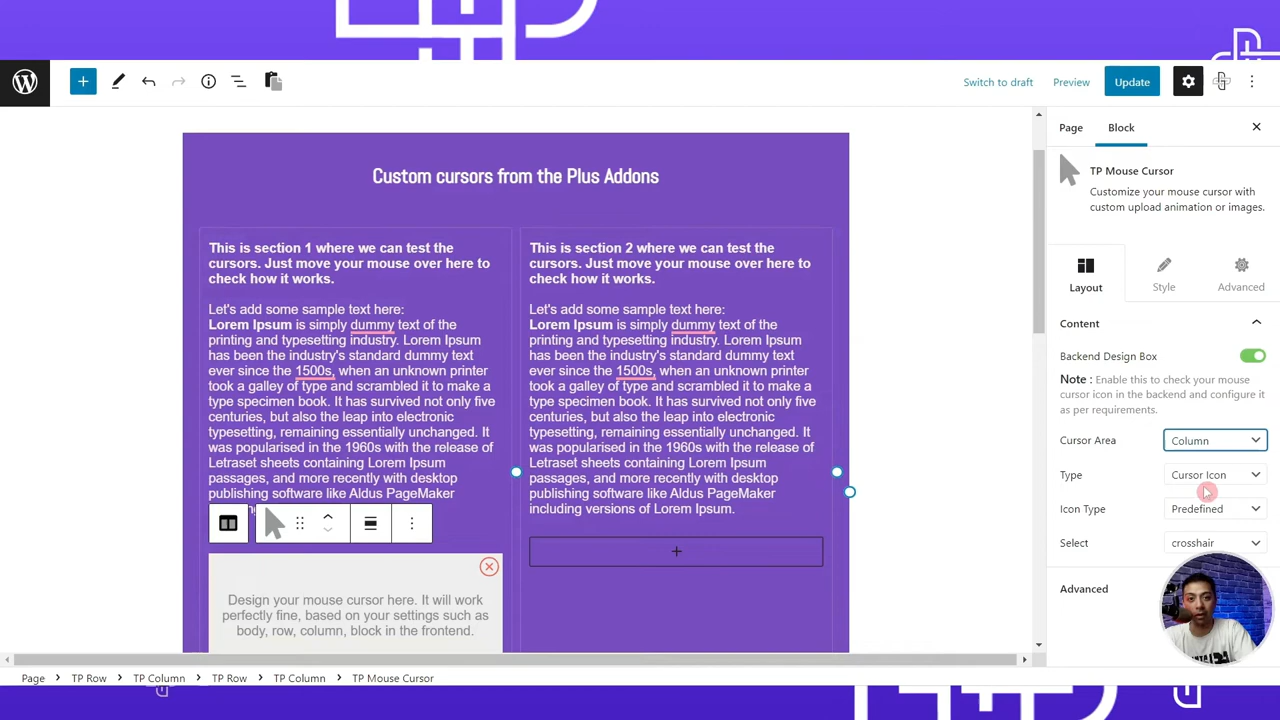 Switch to draft
Preview
Update
Custom cursors from the Plus Addons
This is section 1 where we can test the
cursors. Just move your mouse over here to
check how it works.
Let's add some sample text here:
Lorem Ipsum is simply dummy text of the
printing and typesetting industry. Lorem Ipsum
has been the industry's standard dummy text
ever since the 1500s, when an unknown printer
took a galley of type and scrambled it to make a
type specimen book. It has survived not only five
centuries, but also the leap into electronic
typesetting, remaining essentially unchanged. It
was popularised in the 1960s with the release of
Letraset sheets containing Lorem Ipsum
passages, and more recently with desktop
publishing software like Aldus PageMaker
Design your mouse cursor here. It will work
perfectly fine, based on your settings such as
body, row, column, block in the frontend.
This is section 2 where we can test the
cursors. Just move your mouse over here to
check how it works.
Let's add some sample text here:
Lorem Ipsum is simply dummy text of the
printing and typesetting industry. Lorem Ipsum
has been the industry's standard dummy text
ever since the 1500s, when an unknown printer
took a galley of type and scrambled it to make a
type specimen book. It has survived not only five
centuries, but also the leap into electronic
typesetting, remaining essentially unchanged. It
was popularised in the 1960s with the release of
Letraset sheets containing Lorem Ipsum
passages, and more recently with desktop
publishing software like Aldus PageMaker
including versions of Lorem Ipsum.
Page
Block
TP Mouse Cursor
Customize your mouse cursor with
custom upload animation or images.
Layout
Style
Advanced
Content
Backend Design Box
Note : Enable this to check your mouse
cursor icon in the backend and configure it
as per requirements.
Cursor Area
Column
Type
Cursor Icon
Icon Type
Predefined
Select
crosshair
Advanced
Page > TP Row > TP Column > TP Row > TP Column > TP Mouse Cursor